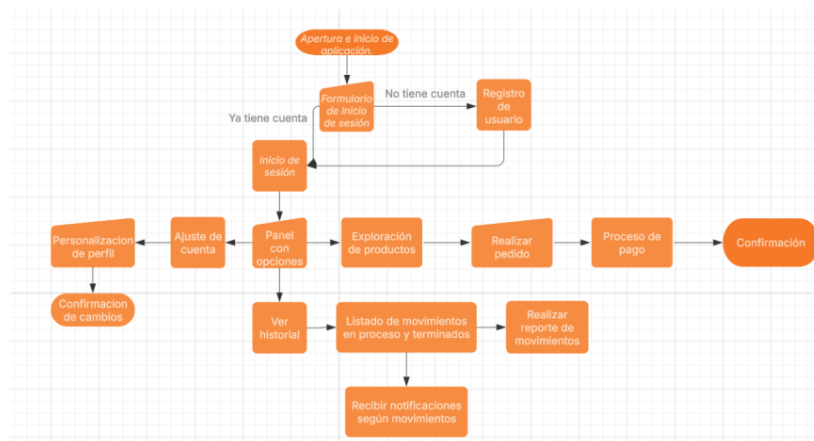 Apertura e inicio de
aplicación.
Formulario
de Inicio
de sesión
No tiene cuenta
Registro
de
usuario
Ya tiene cuenta
Inicio de
sesión
Personalizacion
de perfil
Ajuste de
cuenta
Panel
con
opciones
Exploración
de productos
Realizar
pedido
Proceso de
pago
Confirmación
Confirmacion
de cambios
Ver
historial
Listado de movimientos
en proceso y terminados
Realizar
reporte de
movimientos
Recibir notificaciones
según movimientos